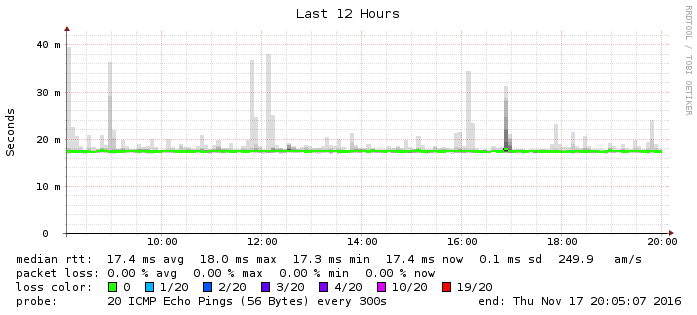 Last 12 Hours
RRDTOOL / TOBI OETIKER
Seconds
40 m
30 m
20 m
10 m
0
10:00 12:00 14:00 16:00 18:00 20:00
median rtt: 17.4 ms avg 18.0 ms max 17.3 ms min 17.4 ms now 0.1 ms sd 249.9 am/s
packet loss: 0.00 % avg 0.00 % max 0.00 % min 0.00 % now
loss color: 0 1/20 2/20 3/20 4/20 10/20 19/20
probe: 20 ICMP Echo Pings (56 Bytes) every 300s end: Thu Nov 17 20:05:07 2016